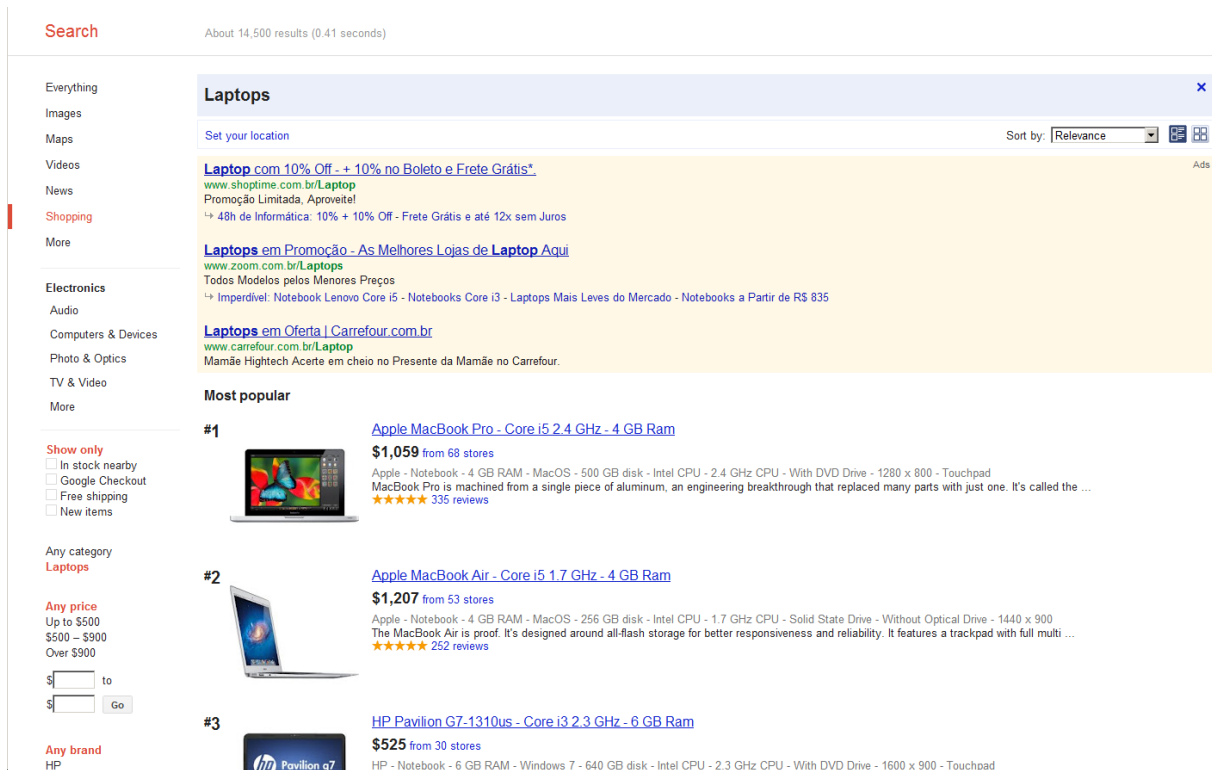 Search
About 14,500 results (0.41 seconds)
Everything
Images
Maps
Videos
News
Shopping
More
Electronics
Audio
Computers & Devices
Photo & Optics
TV & Video
More
Show only
In stock nearby
Google Checkout
Free shipping
New items
Any category
Laptops
Any price
Up to $500
$500 – $900
Over $900
$ to
$ Go
Any brand
HP
Laptops
Set your location
Sort by: Relevance
Ads
Laptop com 10% Off - + 10% no Boleto e Frete Grátis*.
www.shoptime.com.br/Laptop
Promoção Limitada, Aproveite!
48h de Informática: 10% + 10% Off - Frete Grátis e até 12x sem Juros
Laptops em Promoção - As Melhores Lojas de Laptop Aqui
www.zoom.com.br/Laptops
Todos Modelos pelos Menores Preços
Imperdível: Notebook Lenovo Core i5 - Notebooks Core i3 - Laptops Mais Leves do Mercado - Notebooks a Partir de R$ 835
Laptops em Oferta | Carrefour.com.br
www.carrefour.com.br/Laptop
Mamãe Hightech Acerte em cheio no Presente da Mamãe no Carrefour.
Most popular
#1
Apple MacBook Pro - Core i5 2.4 GHz - 4 GB Ram
$1,059 from 68 stores
Apple - Notebook - 4 GB RAM - MacOS - 500 GB disk - Intel CPU - 2.4 GHz CPU - With DVD Drive - 1280 x 800 - Touchpad
MacBook Pro is machined from a single piece of aluminum, an engineering breakthrough that replaced many parts with just one. It's called the ...
335 reviews
#2
Apple MacBook Air - Core i5 1.7 GHz - 4 GB Ram
$1,207 from 53 stores
Apple - Notebook - 4 GB RAM - MacOS - 256 GB disk - Intel CPU - 1.7 GHz CPU - Solid State Drive - Without Optical Drive - 1440 x 900
The MacBook Air is proof. It's designed around all-flash storage for better responsiveness and reliability. It features a trackpad with full multi ...
252 reviews
#3
hp Pavilion g7
HP Pavilion G7-1310us - Core i3 2.3 GHz - 6 GB Ram
$525 from 30 stores
HP - Notebook - 6 GB RAM - Windows 7 - 640 GB disk - Intel CPU - 2.3 GHz CPU - With DVD Drive - 1600 x 900 - Touchpad